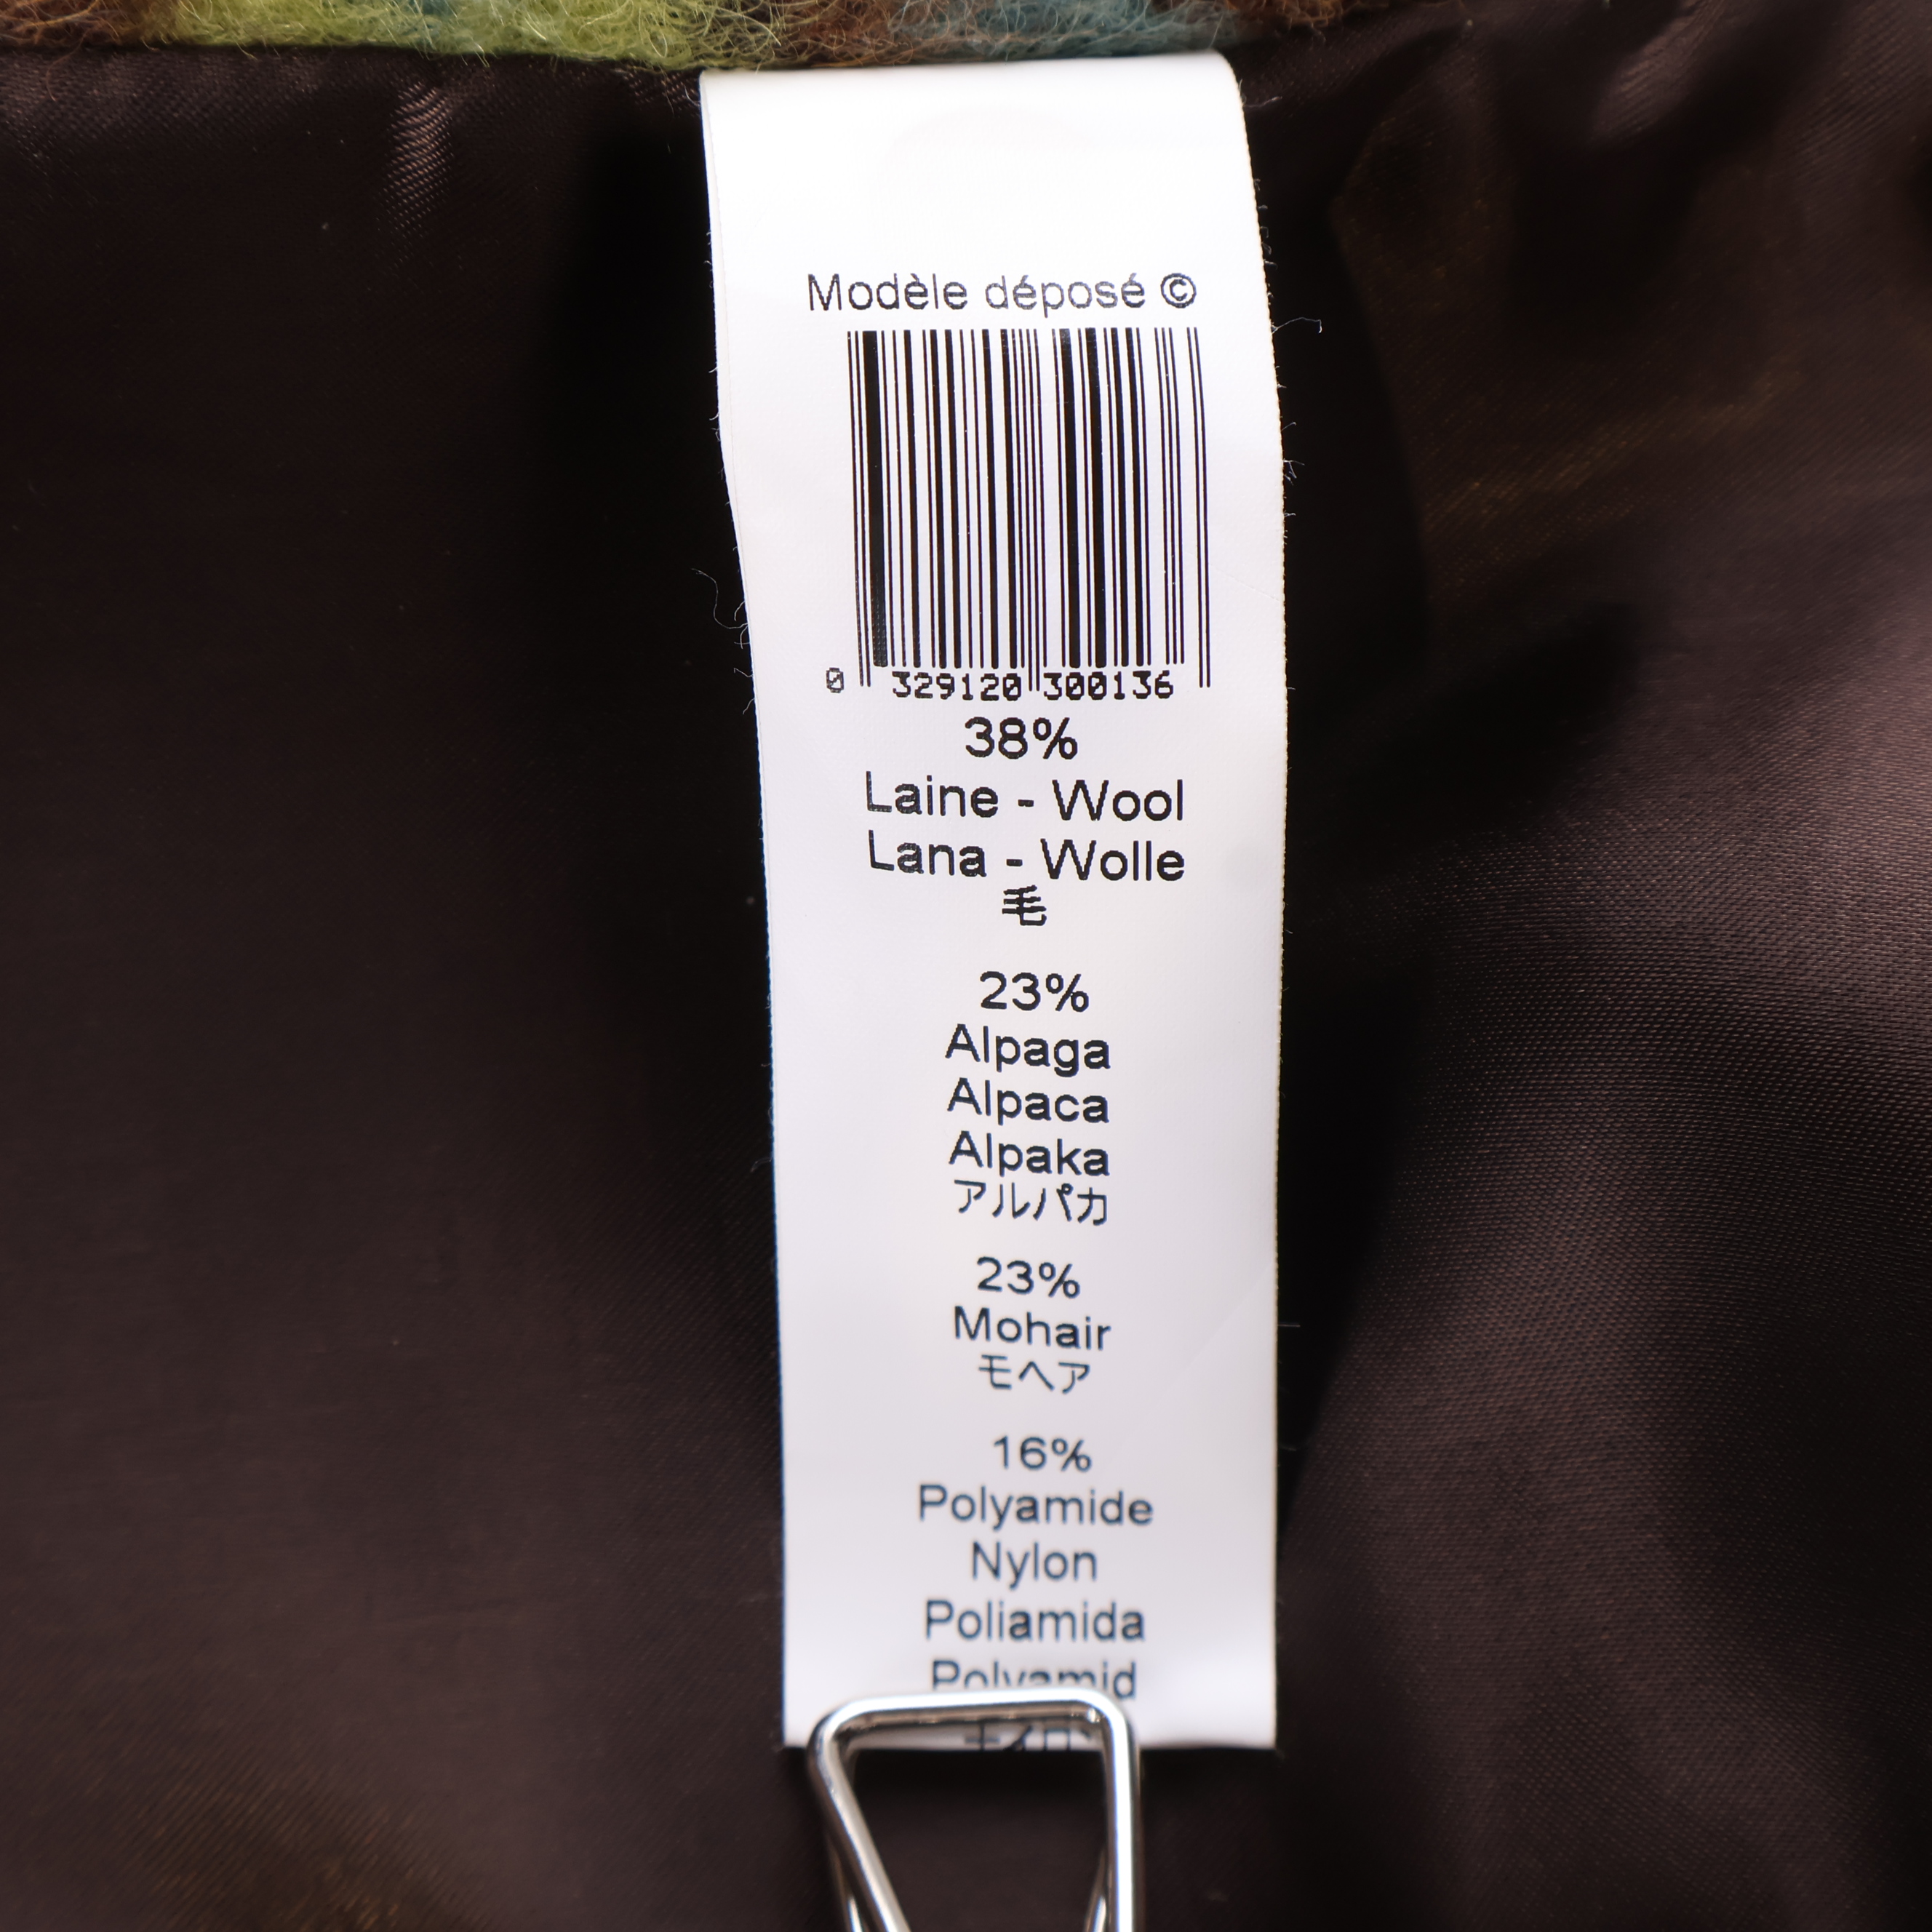 Modèle déposé ©
0 329120 300136
38%
Laine - Wool
Lana - Wolle
毛
23%
Alpaga
Alpaca
Alpaka
アルパカ
23%
Mohair
モヘア
16%
Polyamide
Nylon
Poliamida
Polyamid